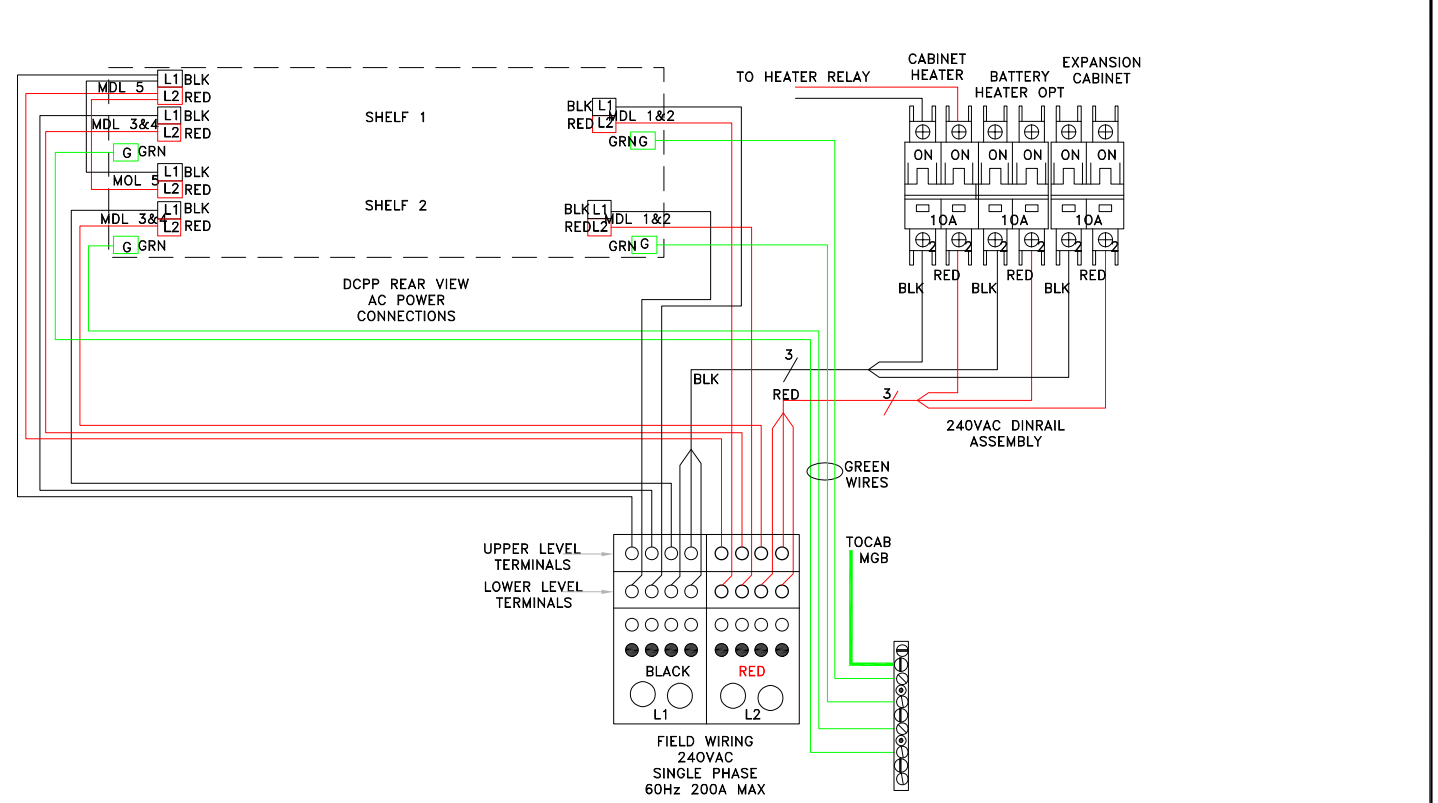 CABINET
HEATER
EXPANSION
CABINET
TO HEATER RELAY
BATTERY
HEATER OPT
L1 BLK
MDL 5
L2 RED
L1 BLK
MDL 3&4
L2 RED
G GRN
SHELF 1
BLK L1
MDL 1&2
RED L2
GRN G
L1 BLK
MOL 5
L2 RED
L1 BLK
MDL 3&4
L2 RED
G GRN
SHELF 2
BLK L1
MDL 1&2
RED L2
GRN G
ON ON ON ON ON ON
10A 10A 10A
2 2 2 2 2 2
RED RED RED
BLK BLK BLK
DCPP REAR VIEW
AC POWER
CONNECTIONS
3
BLK
RED
3
240VAC DINRAIL
ASSEMBLY
GREEN
WIRES
UPPER LEVEL
TERMINALS
LOWER LEVEL
TERMINALS
TOCAB
MGB
BLACK
RED
L1
L2
FIELD WIRING
240VAC
SINGLE PHASE
60Hz 200A MAX